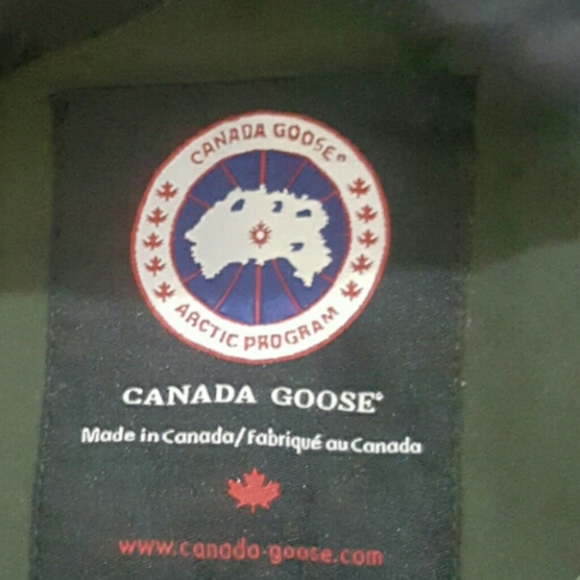 CANADA GOOSE®
ARCTIC PROGRAM
CANADA GOOSE®
Made in Canada/Fabriqué au Canada
www.canada-goose.com